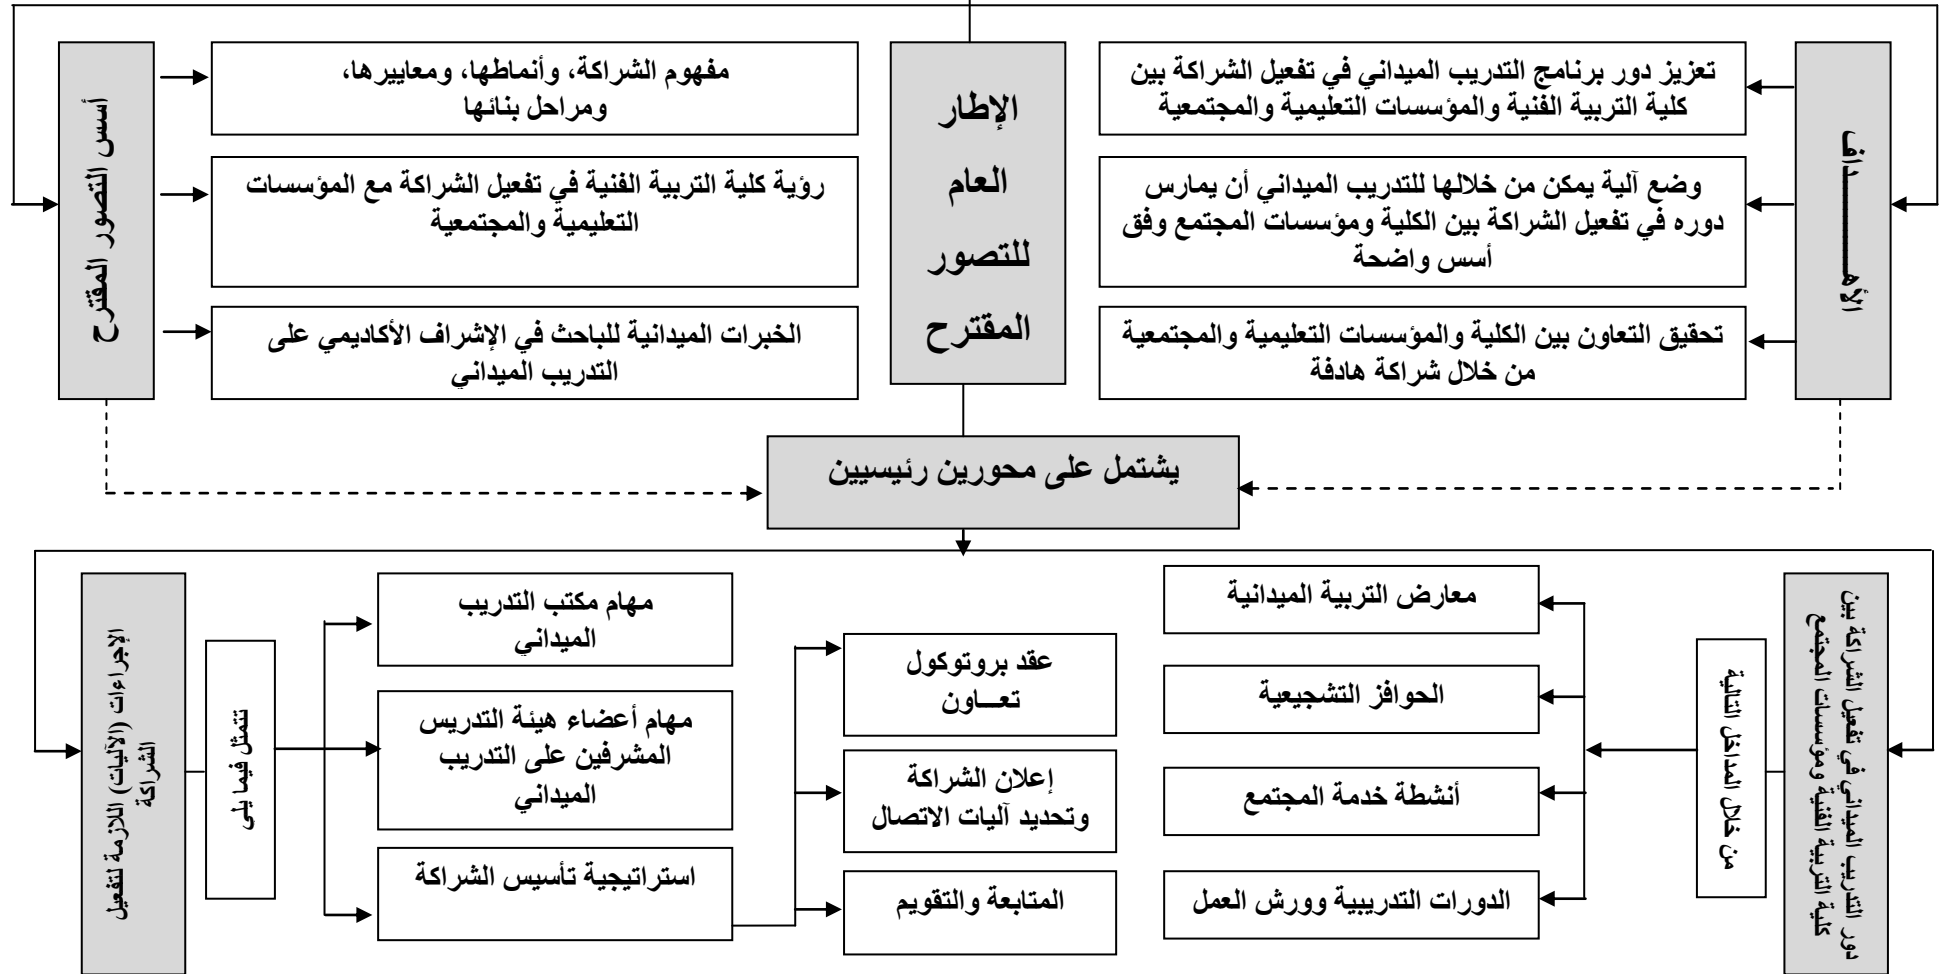 الأهــــــــــداف
تعزيز دور برنامج التدريب الميداني في تفعيل الشراكة بين
كلية التربية الفنية والمؤسسات التعليمية والمجتمعية
وضع آلية يمكن من خلالها للتدريب الميداني أن يمارس
دوره في تفعيل الشراكة بين الكلية ومؤسسات المجتمع وفق
أسس واضحة
تحقيق التعاون بين الكلية والمؤسسات التعليمية والمجتمعية
من خلال شراكة هادفة
الإطار
العام
للتصور
المقترح
أسس التصور المقترح
مفهوم الشراكة، وأنماطها، ومعاييرها،
ومراحل بنائها
رؤية كلية التربية الفنية في تفعيل الشراكة مع المؤسسات
التعليمية والمجتمعية
الخبرات الميدانية للباحث في الإشراف الأكاديمي على
التدريب الميداني
يشتمل على محورين رئيسيين
دور التدريب الميداني في تفعيل الشراكة بين
كلية التربية الفنية ومؤسسات المجتمع
من خلال المداخل التالية
معارض التربية الميدانية
الحوافز التشجيعية
أنشطة خدمة المجتمع
الدورات التدريبية وورش العمل
الإجراءات (الآليات) اللازمة لتفعيل
الشراكة
تتمثل فيما يلى
مهام مكتب التدريب
الميداني
مهام أعضاء هيئة التدريس
المشرفين على التدريب
الميداني
استراتيجية تأسيس الشراكة
عقد بروتوكول
تعـــاون
إعلان الشراكة
وتحديد آليات الاتصال
المتابعة والتقويم